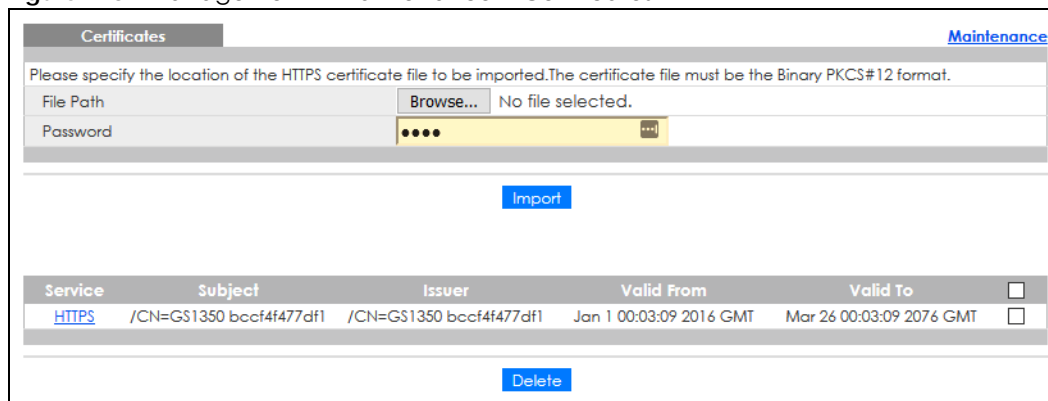 Certificates
Maintenance
Please specify the location of the HTTPS certificate file to be imported.The certificate file must be the Binary PKCS#12 format.
File Path Browse... No file selected.
Password ••••
Import
Service Subject Issuer Valid From Valid To
HTTPS /CN=GS1350 bccf4f477df1 /CN=GS1350 bccf4f477df1 Jan 1 00:03:09 2016 GMT Mar 26 00:03:09 2076 GMT
Delete